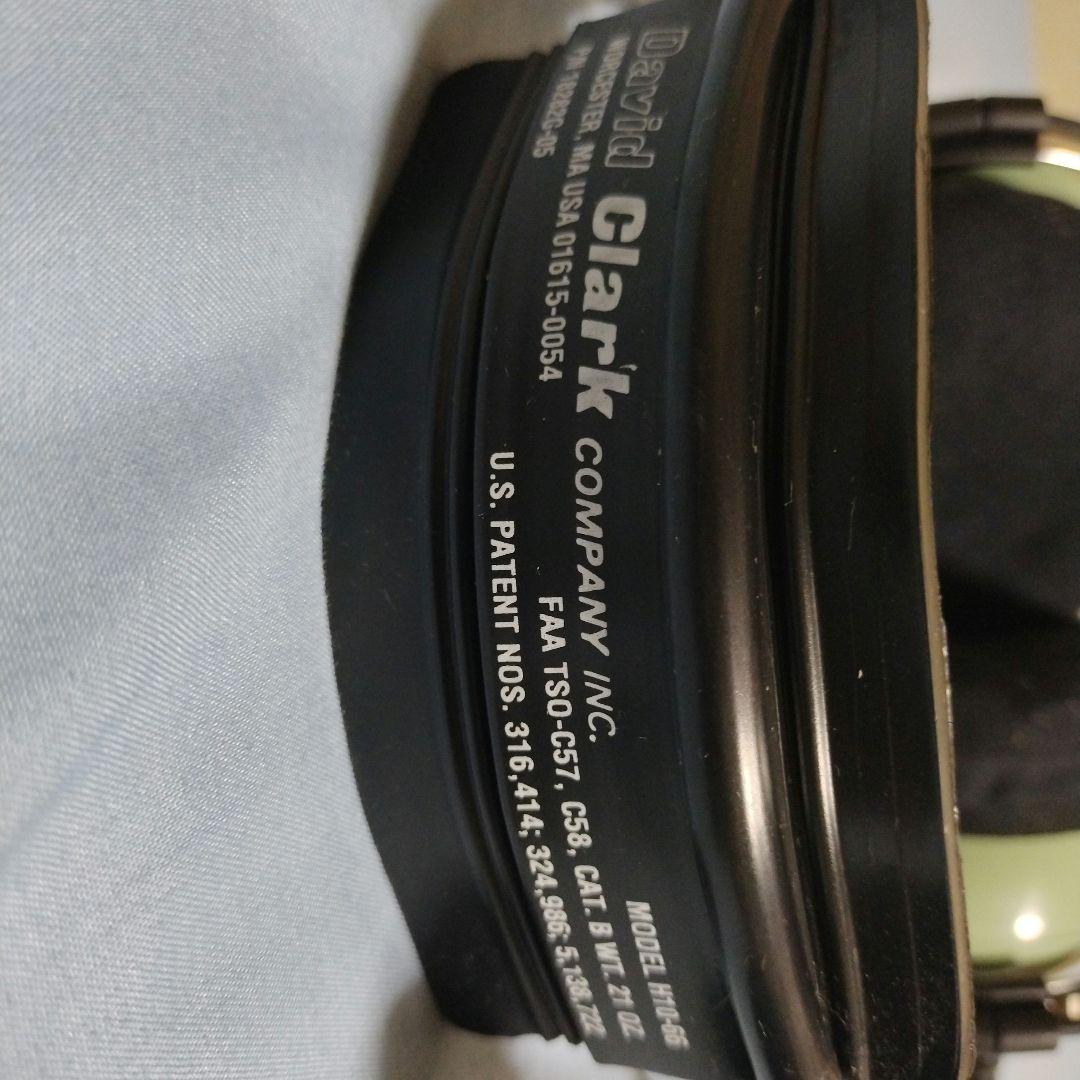 David Clark COMPANY INC. MODEL H10-66
WORCESTER, MA USA 01615-0054 FAA TSO-C57, C58, CAT. B WT. 21 OZ.
U.S. PATENT NOS. 316,414; 324,986;